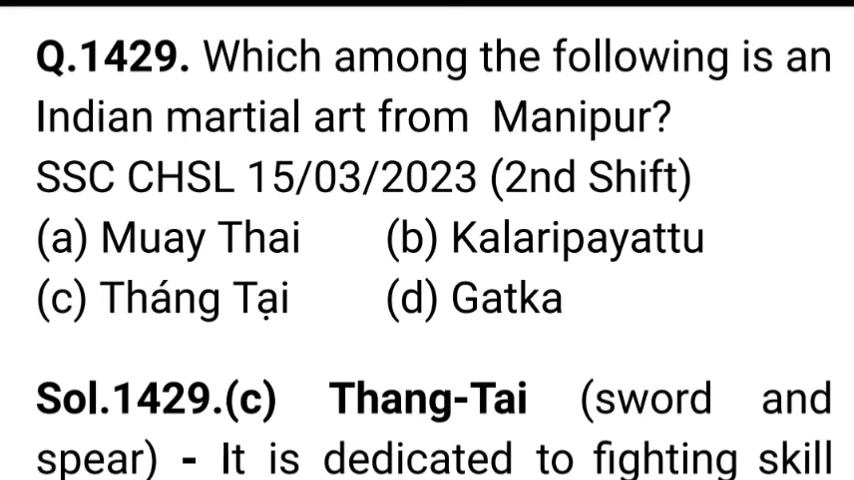 Q.1429. Which among the following is an
Indian martial art from Manipur?
SSC CHSL 15/03/2023 (2nd Shift)
(a) Muay Thai (b) Kalaripayattu
(c) Tháng Tại (d) Gatka
Sol.1429.(c) Thang-Tai (sword and
spear) - It is dedicated to fighting skill